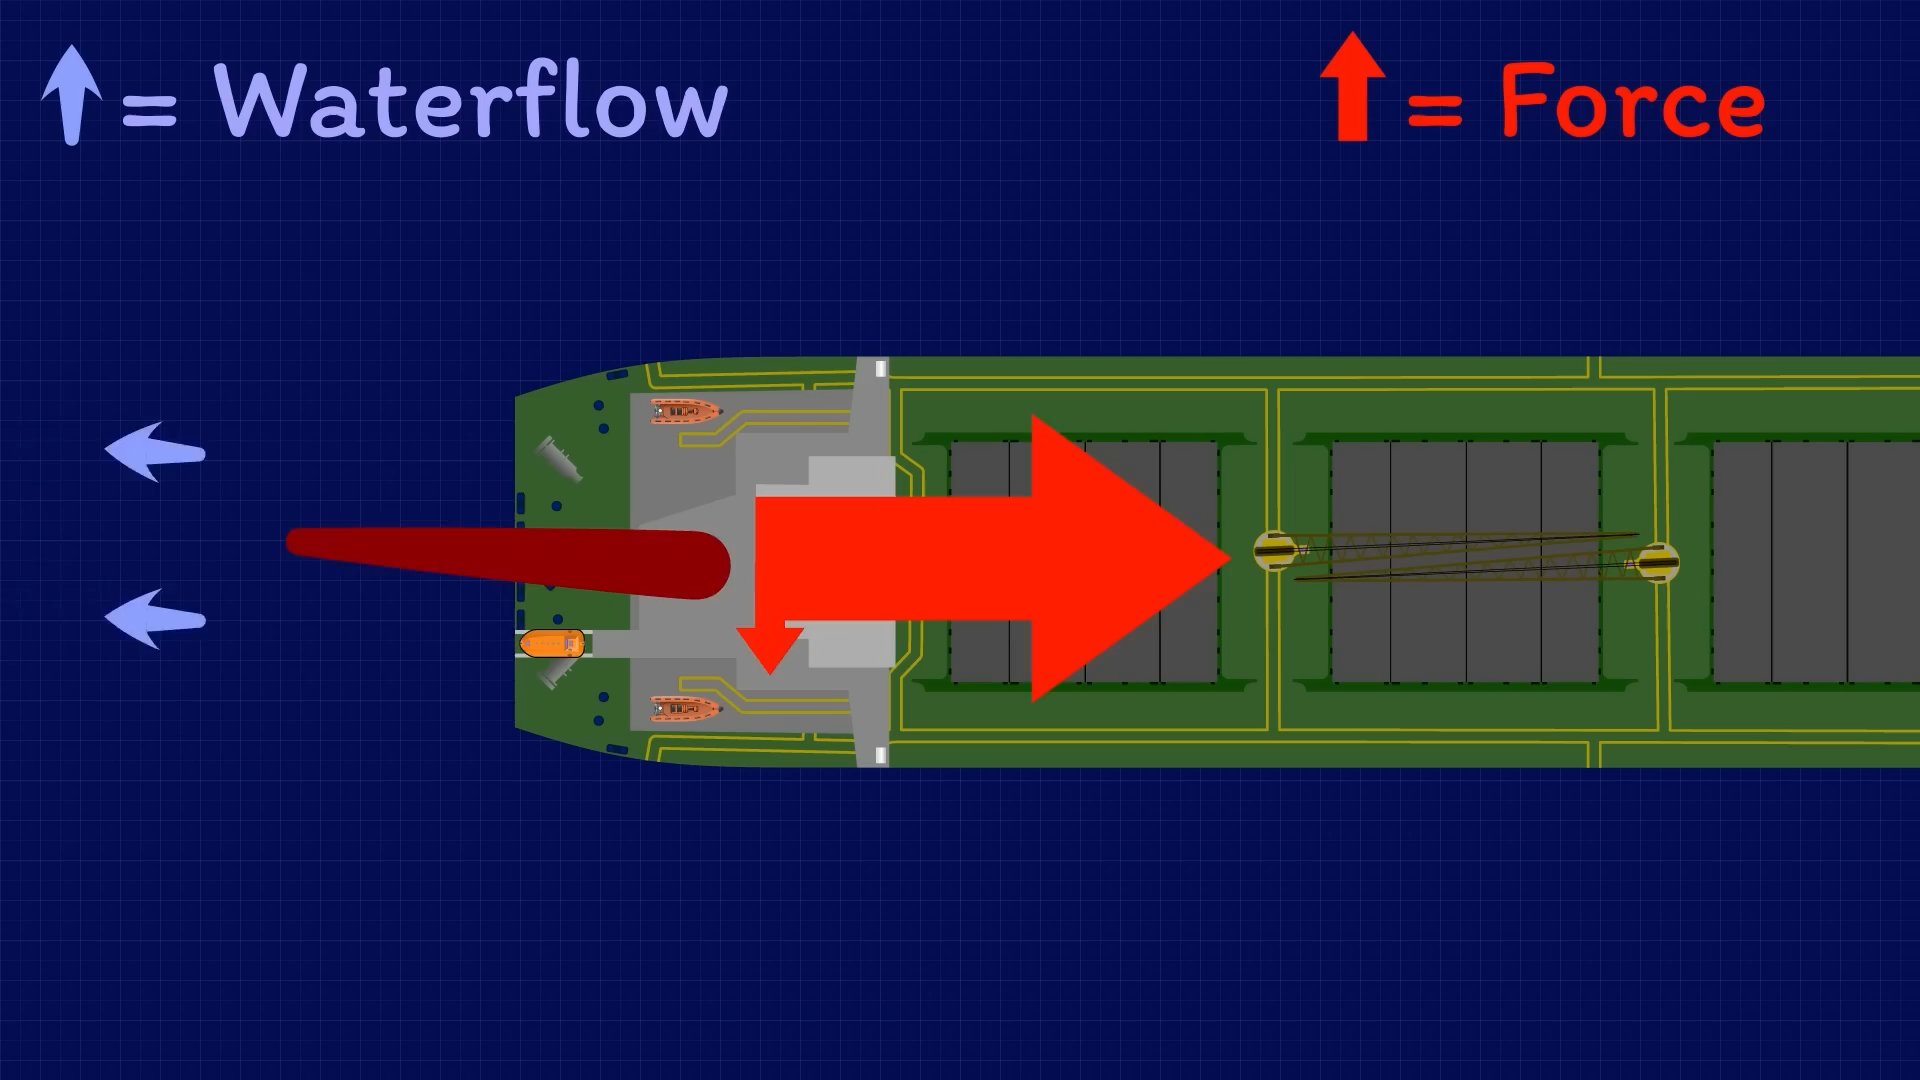 = Waterflow
= Force